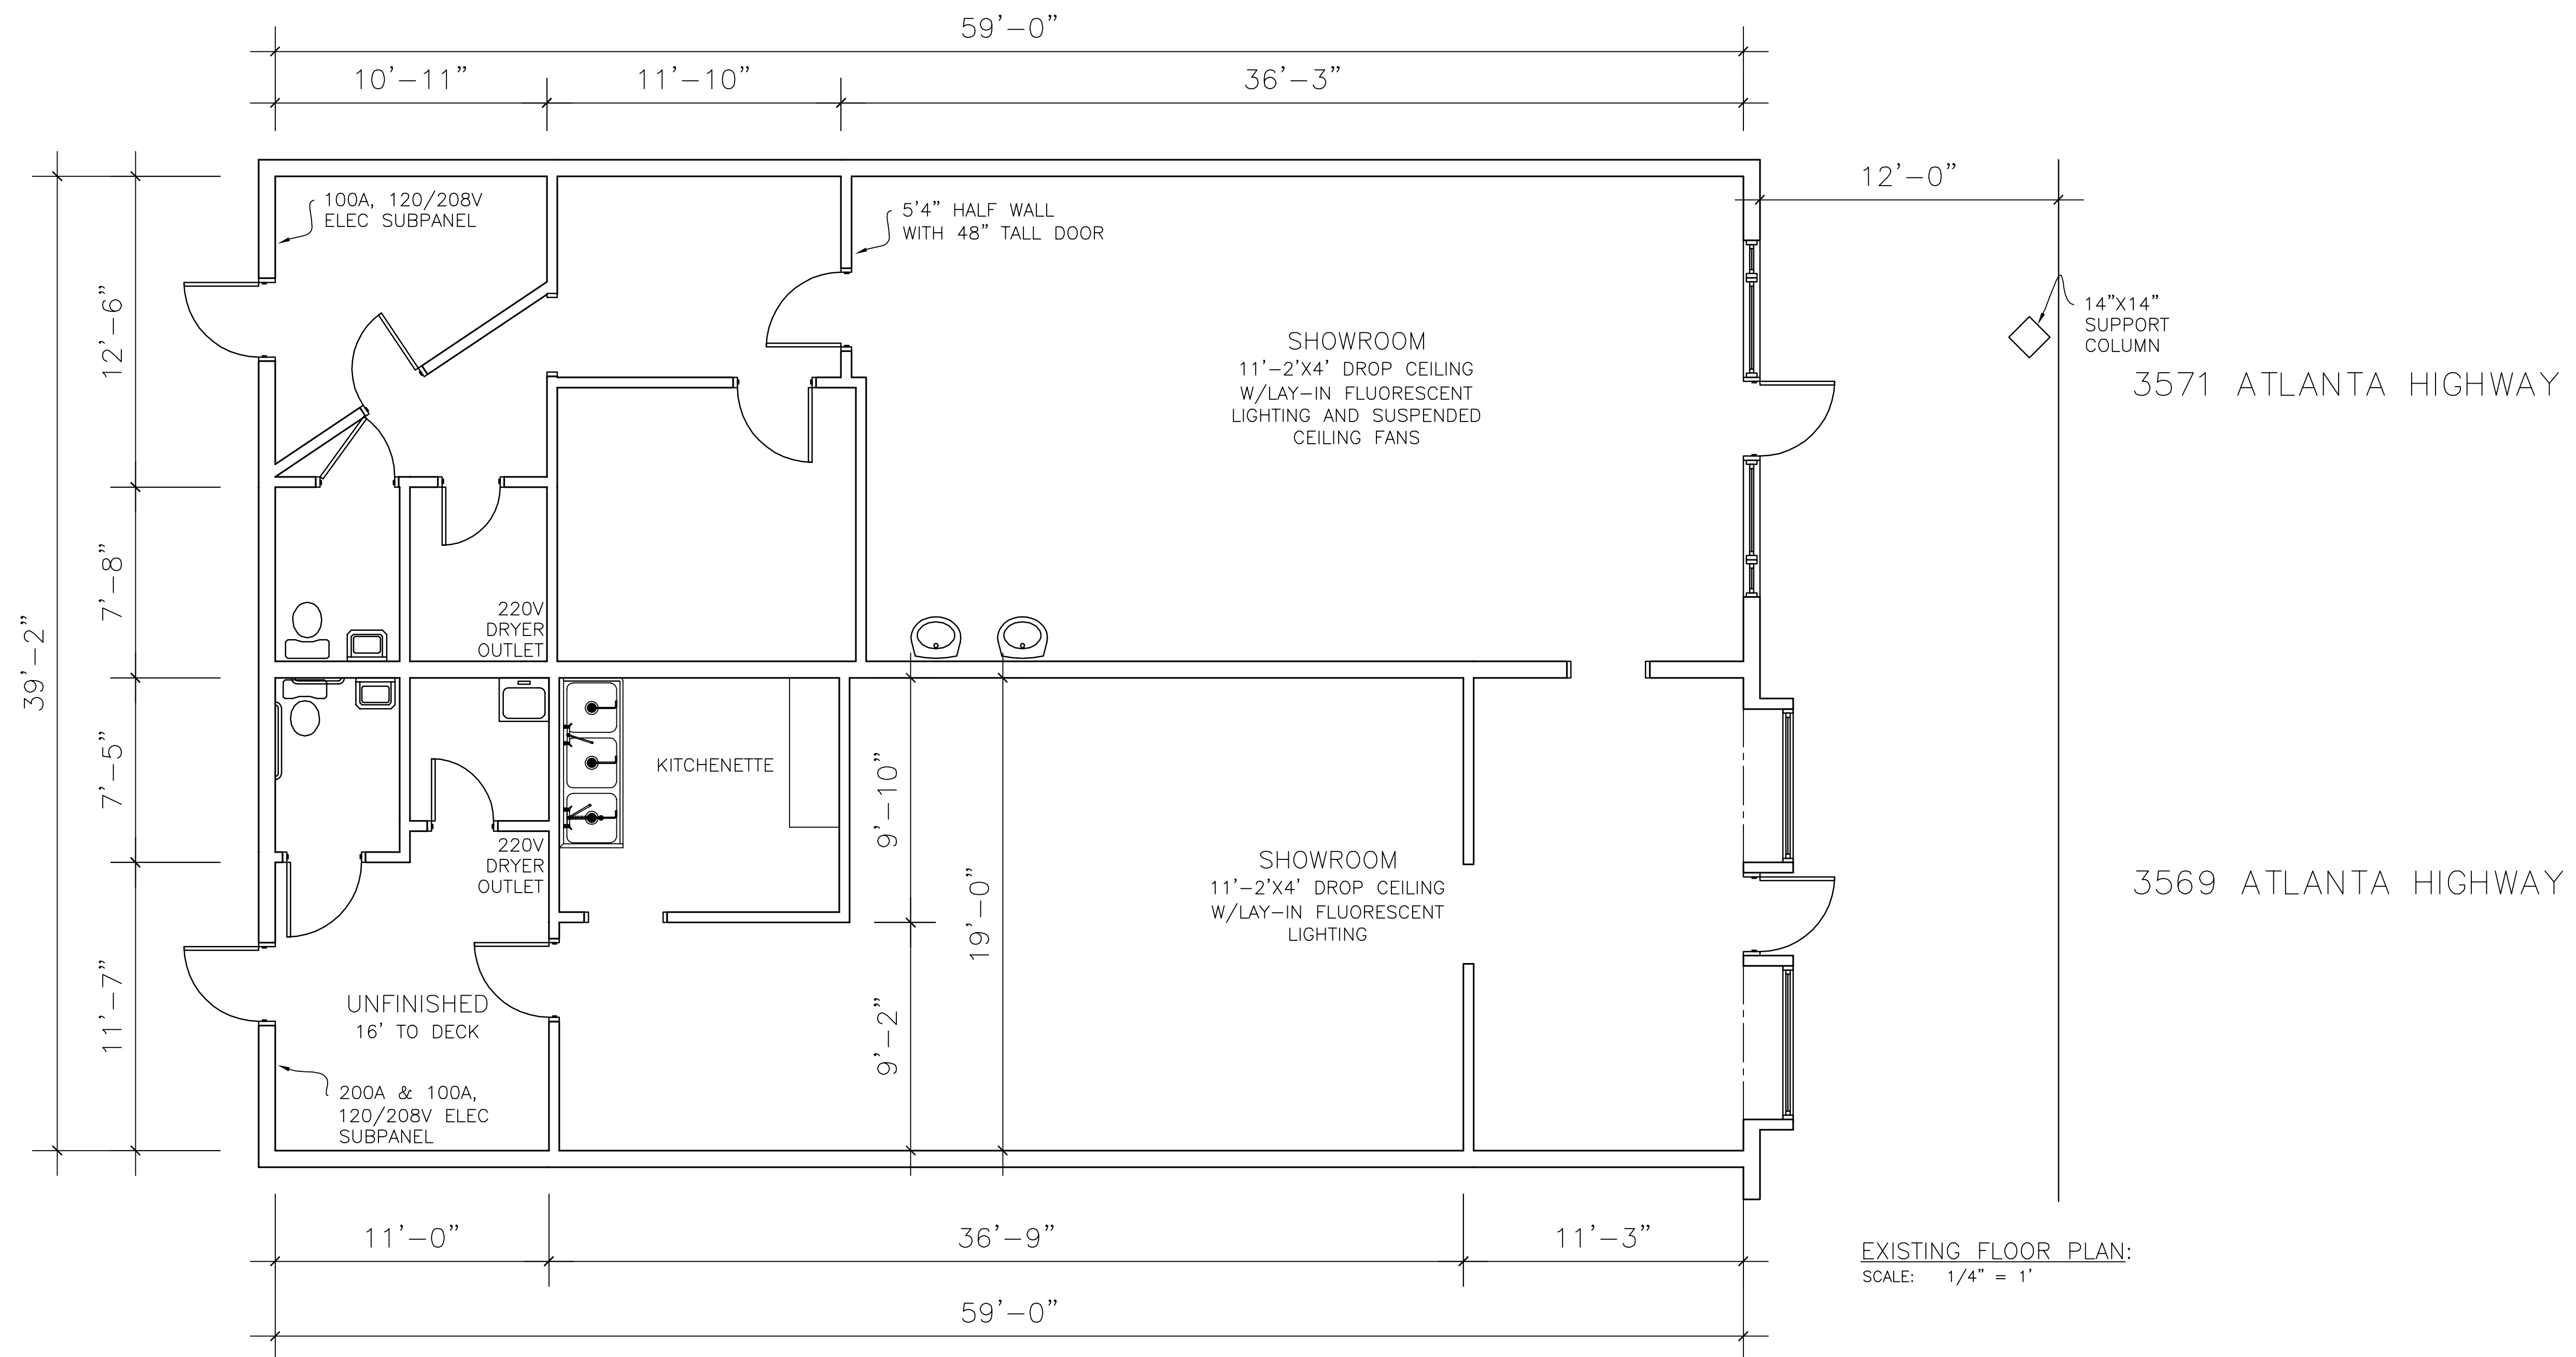 59'-0"
10'-11"
11'-10"
36'-3"
12'-0"
100A, 120/208V
ELEC SUBPANEL
5'4" HALF WALL
WITH 48" TALL DOOR
14"X14"
SUPPORT
COLUMN
3571 ATLANTA HIGHWAY
SHOWROOM
11'-2'X4' DROP CEILING
W/LAY-IN FLUORESCENT
LIGHTING AND SUSPENDED
CEILING FANS
12'-6"
7'-8"
39'-2"
7'-5"
11'-7"
220V
DRYER
OUTLET
KITCHENETTE
9'-10"
19'-0"
9'-2"
220V
DRYER
OUTLET
SHOWROOM
11'-2'X4' DROP CEILING
W/LAY-IN FLUORESCENT
LIGHTING
3569 ATLANTA HIGHWAY
UNFINISHED
16' TO DECK
200A & 100A,
120/208V ELEC
SUBPANEL
11'-0"
36'-9"
11'-3"
59'-0"
EXISTING FLOOR PLAN:
SCALE: 1/4" = 1'